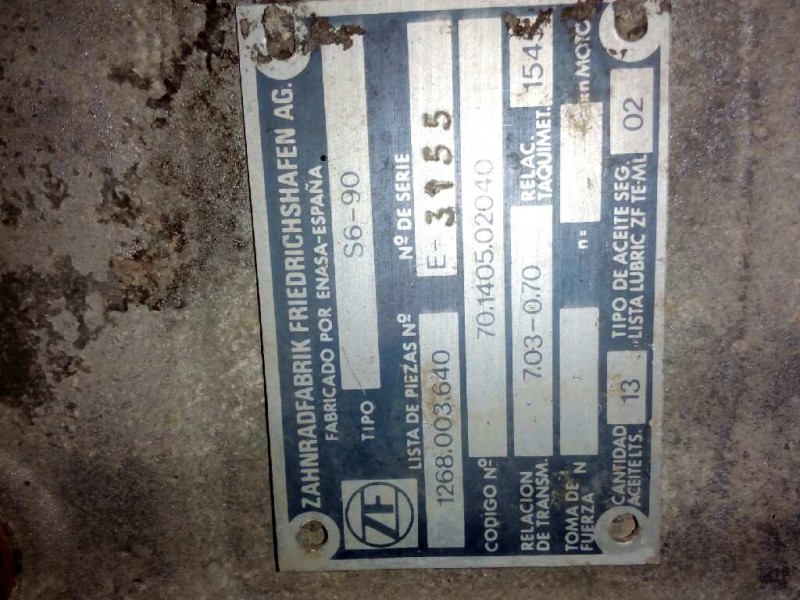 ZAHNRADFABRIK FRIEDRICHSHAFEN AG.
FABRICADO POR ENASA-ESPAÑA
ZF
TIPO S6-90
LISTA DE PIEZAS Nº Nº DE SERIE
1268.003.640 E- 3155
CODIGO Nº 70.1405.02040
RELACION DE TRANSM. 7.03-0.70 RELAC. TAQUIMET.
TOMA DE FUERZA N n= MOTOR
CANTIDAD ACEITE LTS. 13 TIPO DE ACEITE SEG. LISTA LUBRIC ZF TE-ML 02